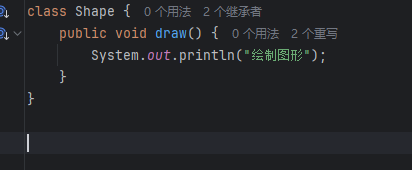 class Shape {  0 个用法  2 个继承者
    public void draw() {  0 个用法  2 个重写
        System.out.println("绘制图形");
    }
}